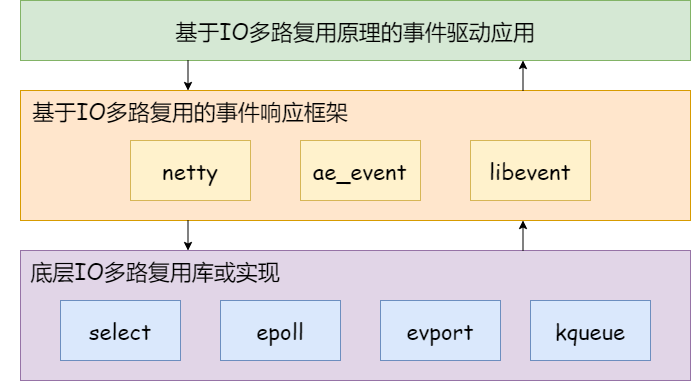 基于IO多路复用原理的事件驱动应用
基于IO多路复用的事件响应框架
netty ae_event libevent
底层IO多路复用库或实现
select epoll evport kqueue